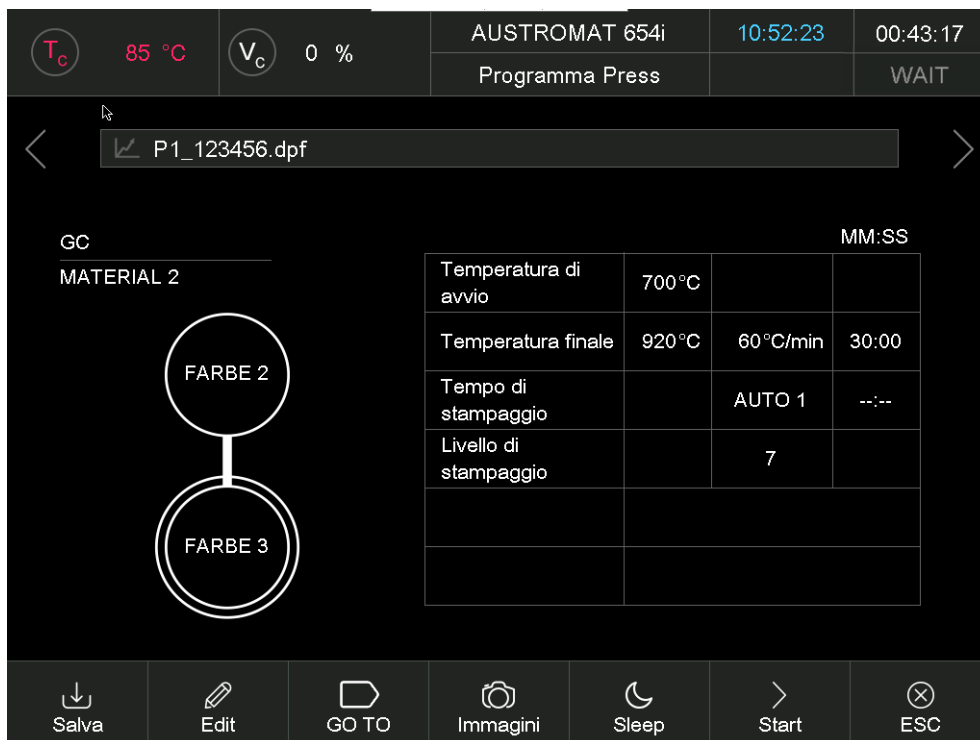 Tc 85 °C Vc 0 % AUSTROMAT 654i 10:52:23 00:43:17
Programma Press WAIT
P1_123456.dpf
GC MM:SS
MATERIAL 2
Temperatura di
avvio 700°C
Temperatura finale 920°C 60°C/min 30:00
Tempo di
stampaggio AUTO 1 --:--
Livello di
stampaggio 7
FARBE 2
FARBE 3
Salva Edit GO TO Immagini Sleep Start ESC